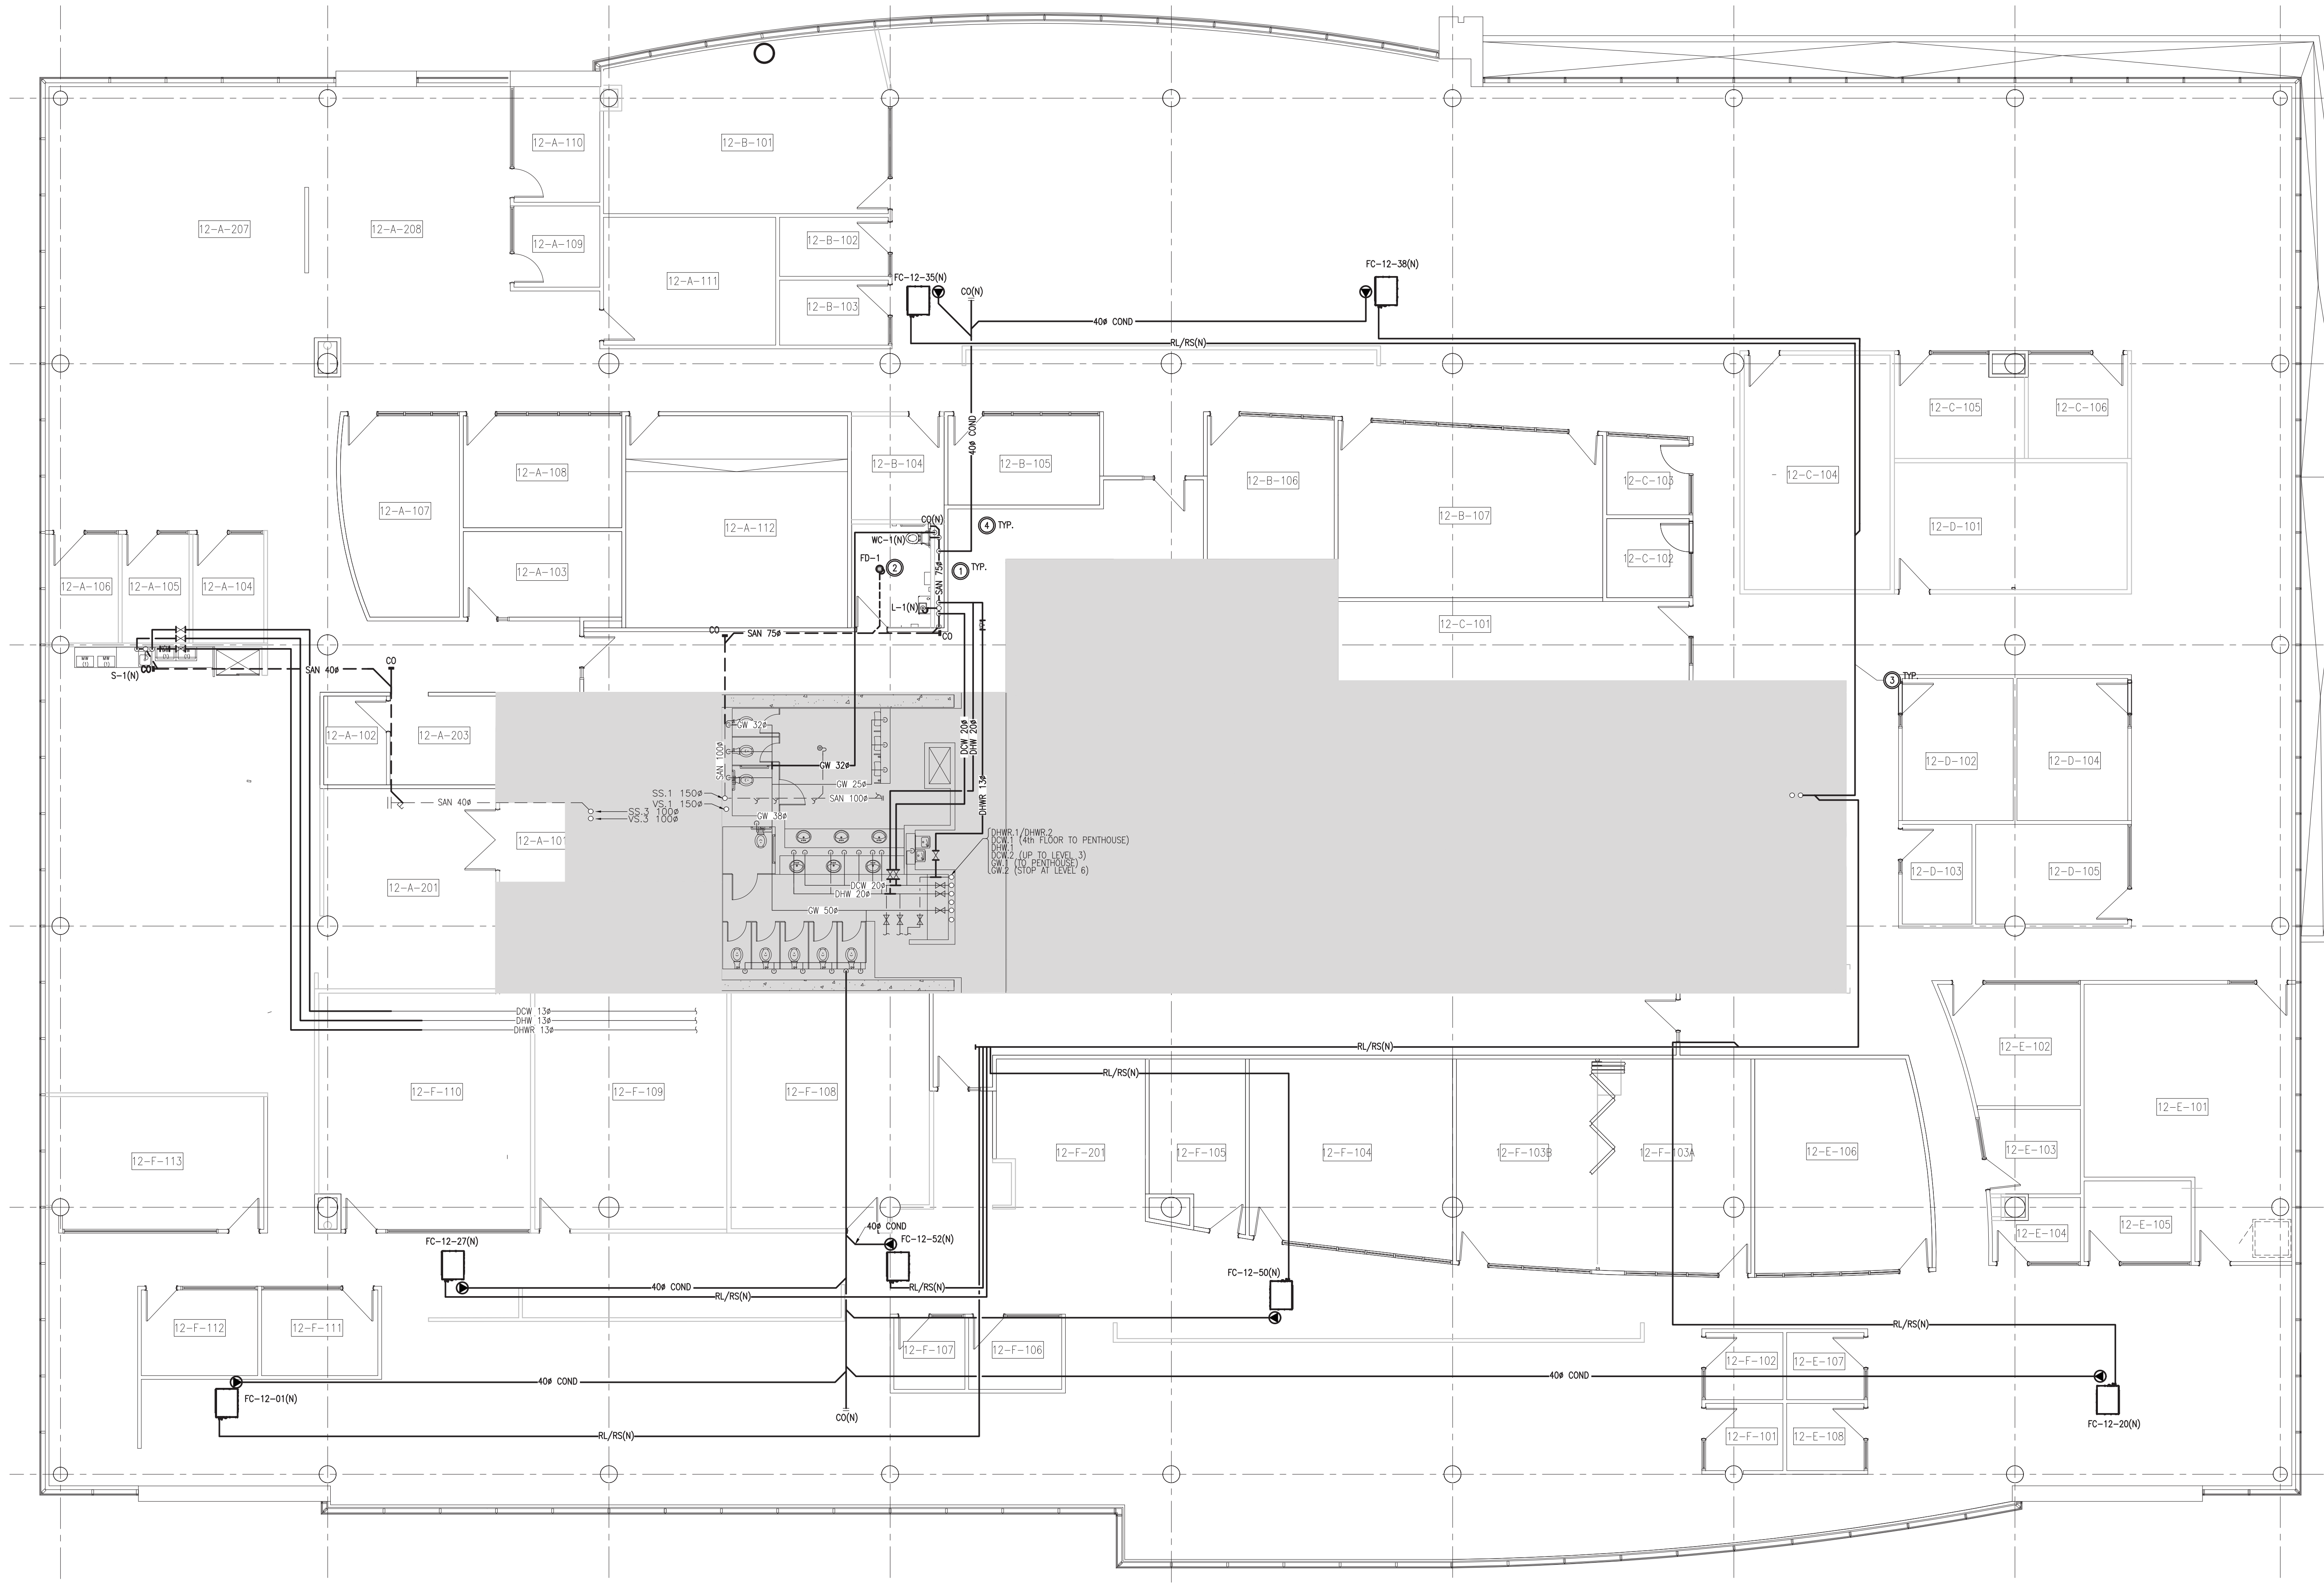 12-A-110
12-B-101
12-A-207
12-A-208
12-A-109
12-B-102
12-A-111
12-B-103
FC-12-35(N)
CO(N)
FC-12-38(N)
40ø COND
RL/RS(N)
40ø COND
12-C-105
12-C-106
12-A-108
12-B-104
12-B-105
12-B-106
12-C-103
12-C-104
12-A-107
12-A-112
12-B-107
12-D-101
CO(N)
4 TYP.
WC-1(N)
FD-1
2
1 TYP.
SAN 75ø
12-A-103
12-C-102
12-A-106
12-A-105
12-A-104
L-1(N)
12-C-101
CO
SAN 75ø
CO
S-1(N)
CO
SAN 40ø
CO
3 TYP.
12-A-102
12-A-203
GW 32ø
SAN 100ø
GW 32ø
DCW 20ø
DHW 20ø
DHWR 13ø
12-D-102
12-D-104
GW 25ø
SS.1 150ø
VS.1 150ø
SAN 100ø
SAN 40ø
SS.3 100ø
VS.3 100ø
GW 38ø
12-A-101
DHWR.1/DHWR.2
DCW.1 (4th FLOOR TO PENTHOUSE)
DHW.1
DCW.2 (UP TO LEVEL 3)
GW.1 (TO PENTHOUSE)
GW.2 (STOP AT LEVEL 6)
12-D-103
12-D-105
12-A-201
DCW 20ø
DHW 20ø
GW 50ø
DCW 13ø
DHW 13ø
DHWR 13ø
RL/RS(N)
12-E-102
RL/RS(N)
12-F-110
12-F-109
12-F-108
12-E-101
12-F-113
12-F-201
12-F-105
12-F-104
12-F-103B
12-F-103A
12-E-106
12-E-103
40ø COND
FC-12-27(N)
FC-12-52(N)
12-E-104
12-E-105
FC-12-50(N)
40ø COND
RL/RS(N)
RL/RS(N)
12-F-112
12-F-111
RL/RS(N)
12-F-107
12-F-106
12-F-102
12-E-107
40ø COND
40ø COND
FC-12-01(N)
CO(N)
FC-12-20(N)
RL/RS(N)
12-F-101
12-E-108